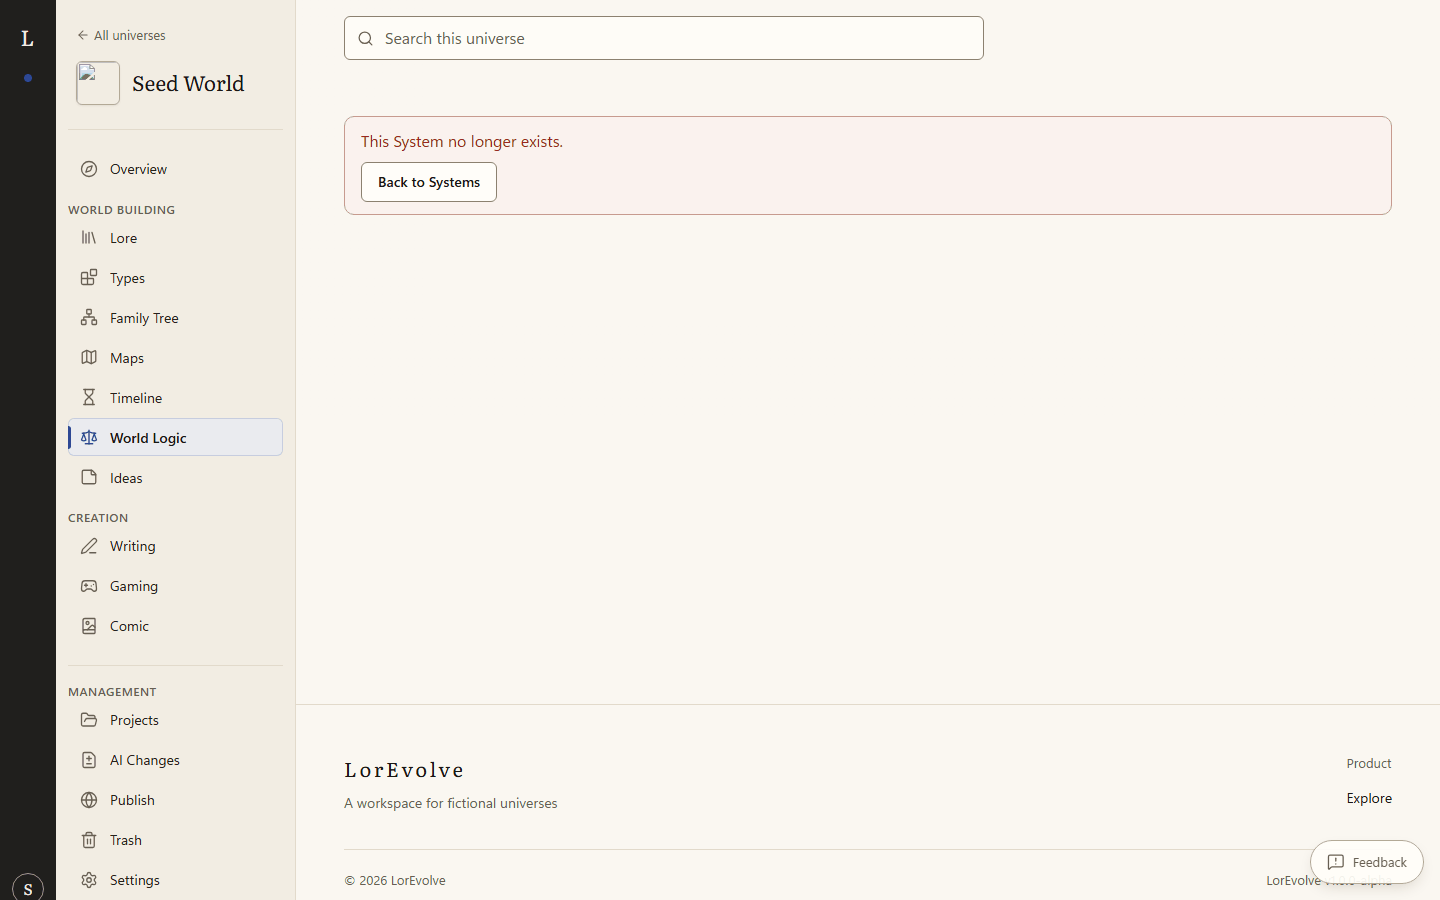 L
All universes
Seed World
Overview
WORLD BUILDING
Lore
Types
Family Tree
Maps
Timeline
World Logic
Ideas
CREATION
Writing
Gaming
Comic
MANAGEMENT
Projects
AI Changes
Publish
Trash
Settings
S
Search this universe
This System no longer exists.
Back to Systems
LorEvolve
A workspace for fictional universes
Product
Explore
© 2026 LorEvolve
LorEvolve
Feedback